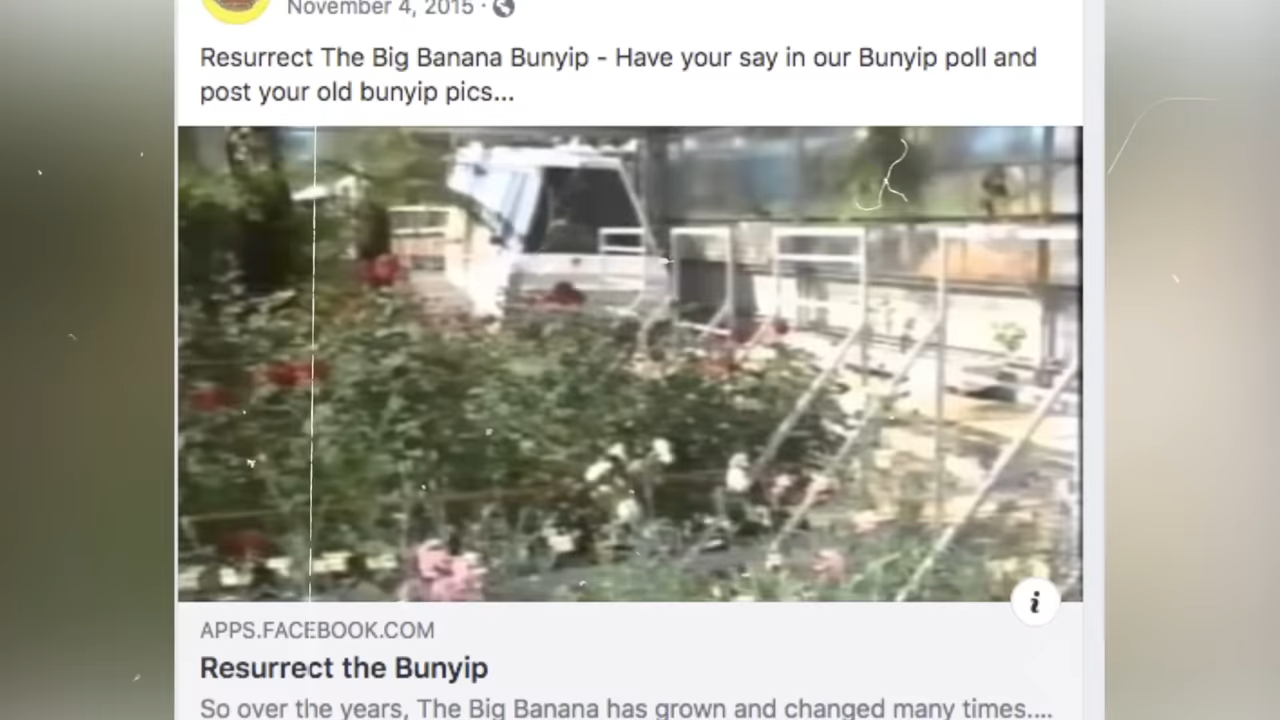 November 4, 2015 ·
Resurrect The Big Banana Bunyip - Have your say in our Bunyip poll and
post your old bunyip pics...
i
APPS.FACEBOOK.COM
Resurrect the Bunyip
So over the years, The Big Banana has grown and changed many times....